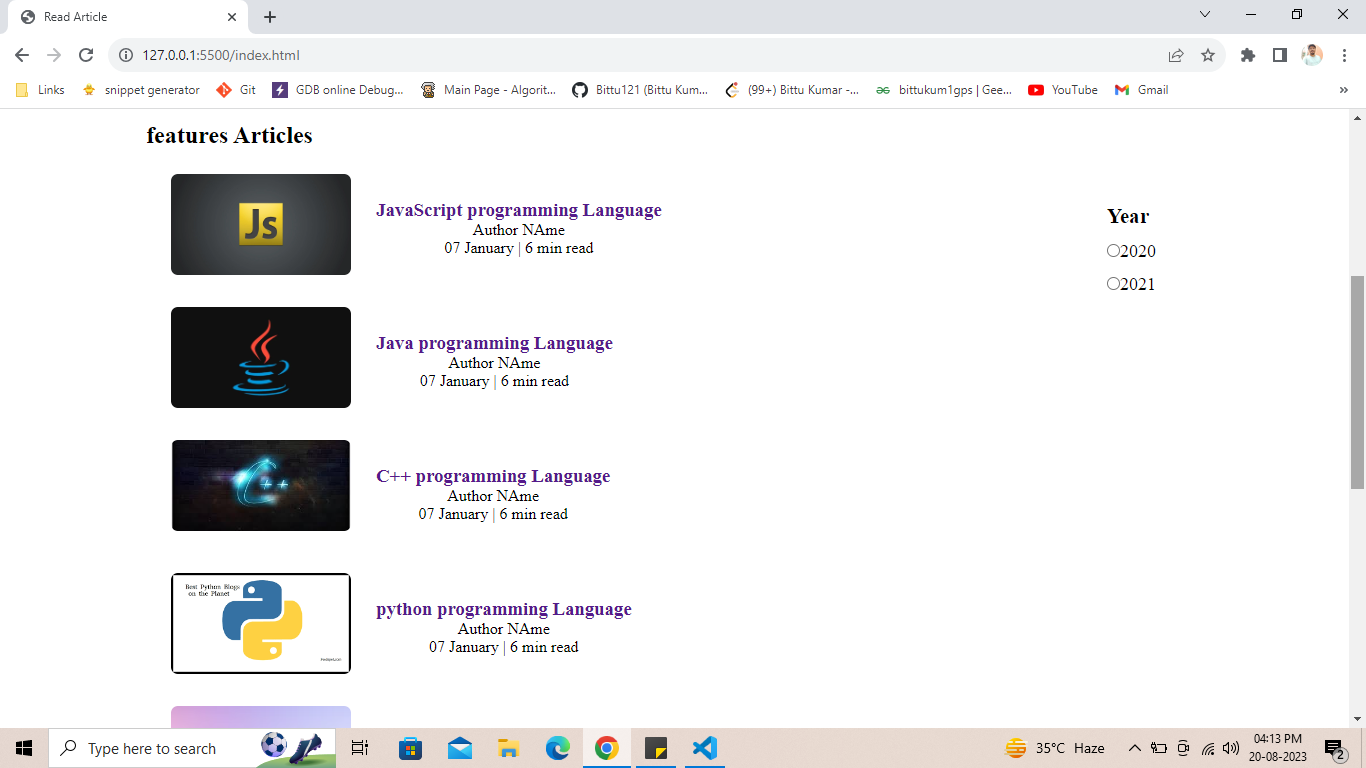 Read Article
127.0.0.1:5500/index.html
Links
snippet generator
Git
GDB online Debug...
Main Page - Algorit...
Bittu121 (Bittu Kum...
(99+) Bittu Kumar -...
bittukum1gps | Gee...
YouTube
Gmail
»
features Articles
Js
JavaScript programming Language
Author NAme
07 January | 6 min read
Year
2020
2021
Java programming Language
Author NAme
07 January | 6 min read
C++
C++ programming Language
Author NAme
07 January | 6 min read
Best Python Blogs
on the Planet
python programming Language
Author NAme
07 January | 6 min read
Type here to search
35°C Haze
04:13 PM
20-08-2023
2